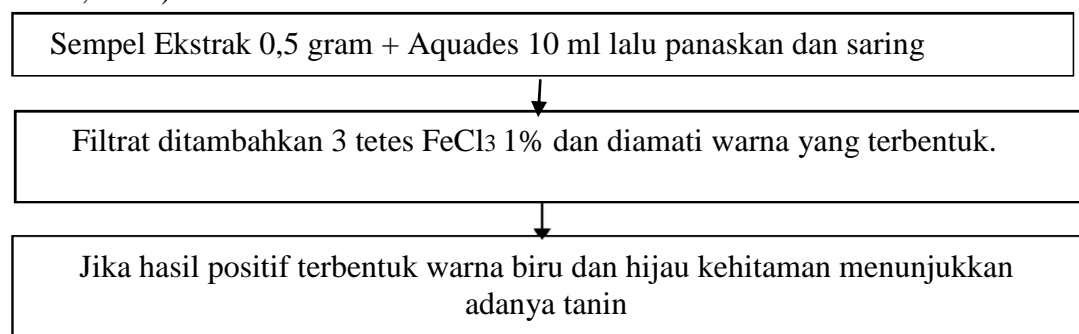 Sempel Ekstrak 0,5 gram + Aquades 10 ml lalu panaskan dan saring
Filtrat ditambahkan 3 tetes FeCl3 1% dan diamati warna yang terbentuk.
Jika hasil positif terbentuk warna biru dan hijau kehitaman menunjukkan
adanya tanin